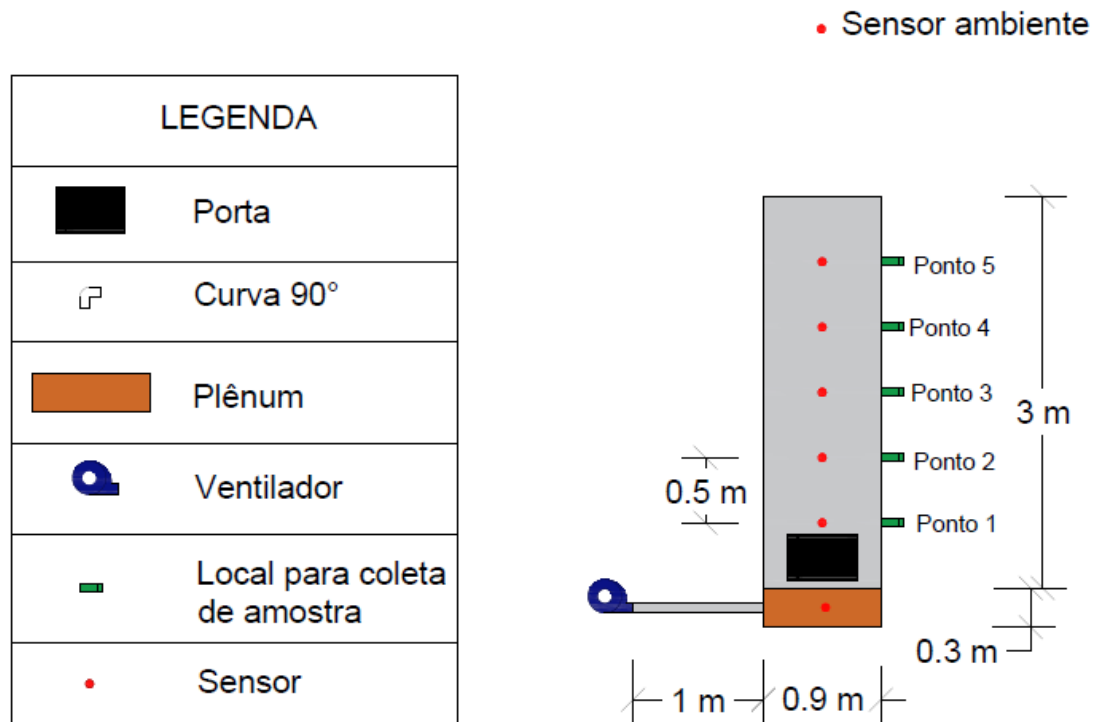 Sensor ambiente
LEGENDA
Porta
Curva 90°
Plênum
Ventilador
Local para coleta
de amostra
Sensor
Ponto 5
Ponto 4
Ponto 3
3 m
Ponto 2
0.5 m
Ponto 1
0.3 m
1 m
0.9 m